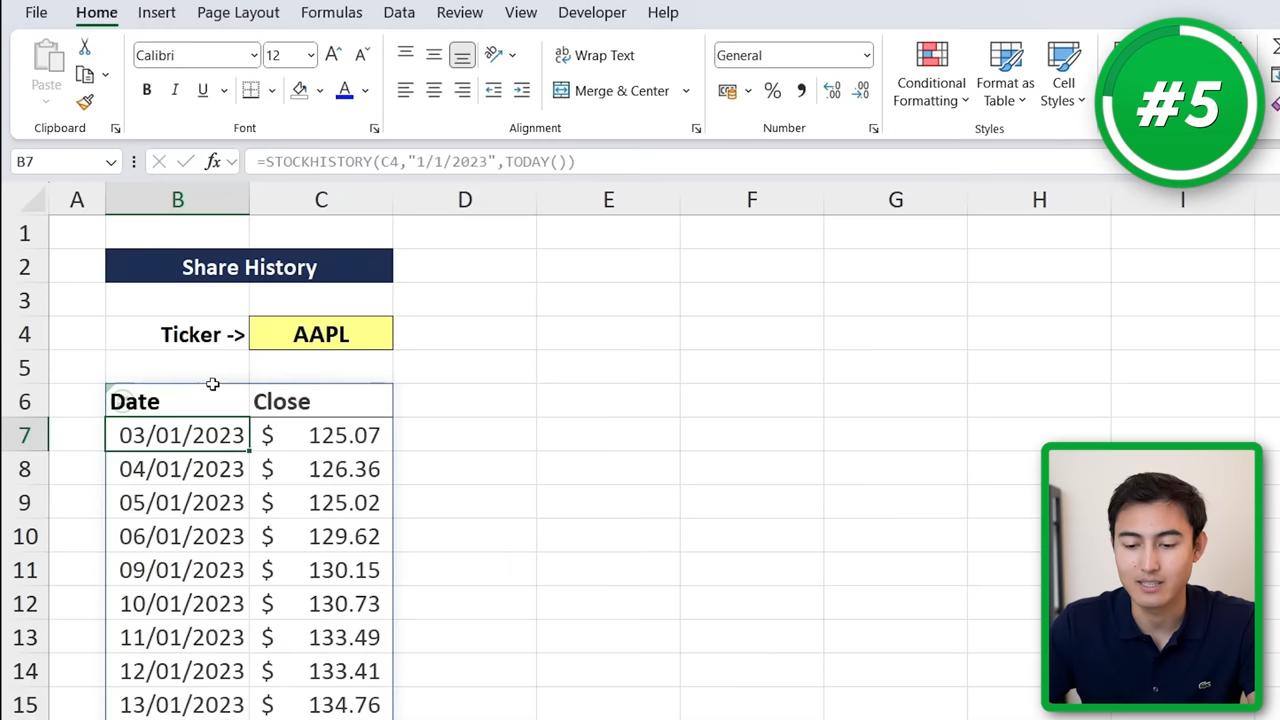 File Home Insert Page Layout Formulas Data Review View Developer Help
Calibri 12 A A Wrap Text General
Paste B I U A Merge & Center % , Conditional Formatting Format as Table Cell Styles
Clipboard Font Alignment Number Styles
#5
B7 fx =STOCKHISTORY(C4,"1/1/2023",TODAY())
A B C D E F G H I
1
2 Share History
3
4 Ticker -> AAPL
5
6 Date Close
7 03/01/2023 $ 125.07
8 04/01/2023 $ 126.36
9 05/01/2023 $ 125.02
10 06/01/2023 $ 129.62
11 09/01/2023 $ 130.15
12 10/01/2023 $ 130.73
13 11/01/2023 $ 133.49
14 12/01/2023 $ 133.41
15 13/01/2023 $ 134.76